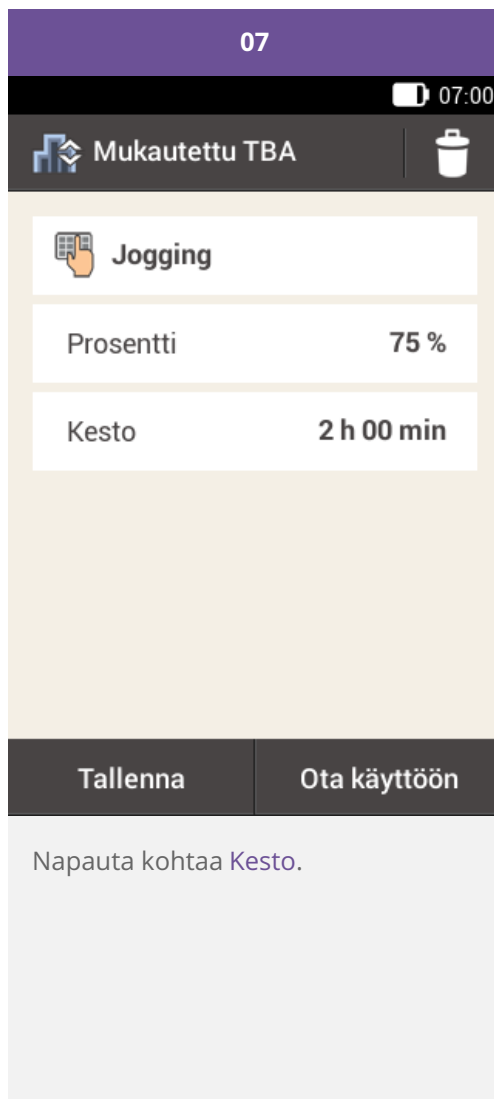 07
07:00
Mukautettu TBA
Jogging
Prosentti 75 %
Kesto 2 h 00 min
Tallenna Ota käyttöön
Napauta kohtaa Kesto.